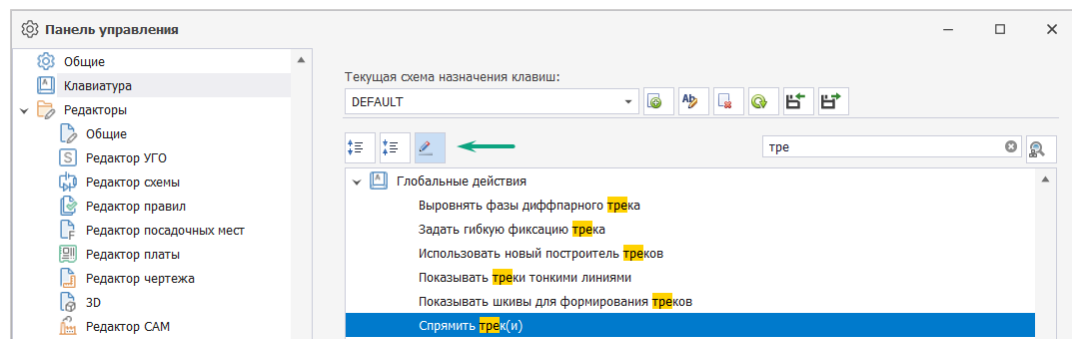 Панель управления
Общие
Клавиатура
Редакторы
Общие
Редактор УГО
Редактор схемы
Редактор правил
Редактор посадочных мест
Редактор платы
Редактор чертежа
3D
Редактор CAM
Текущая схема назначения клавиш:
DEFAULT
тре
Глобальные действия
Выровнять фазы диффпарного трека
Задать гибкую фиксацию трека
Использовать новый построитель треков
Показывать треки тонкими линиями
Показывать шкивы для формирования треков
Спрямить трек(и)